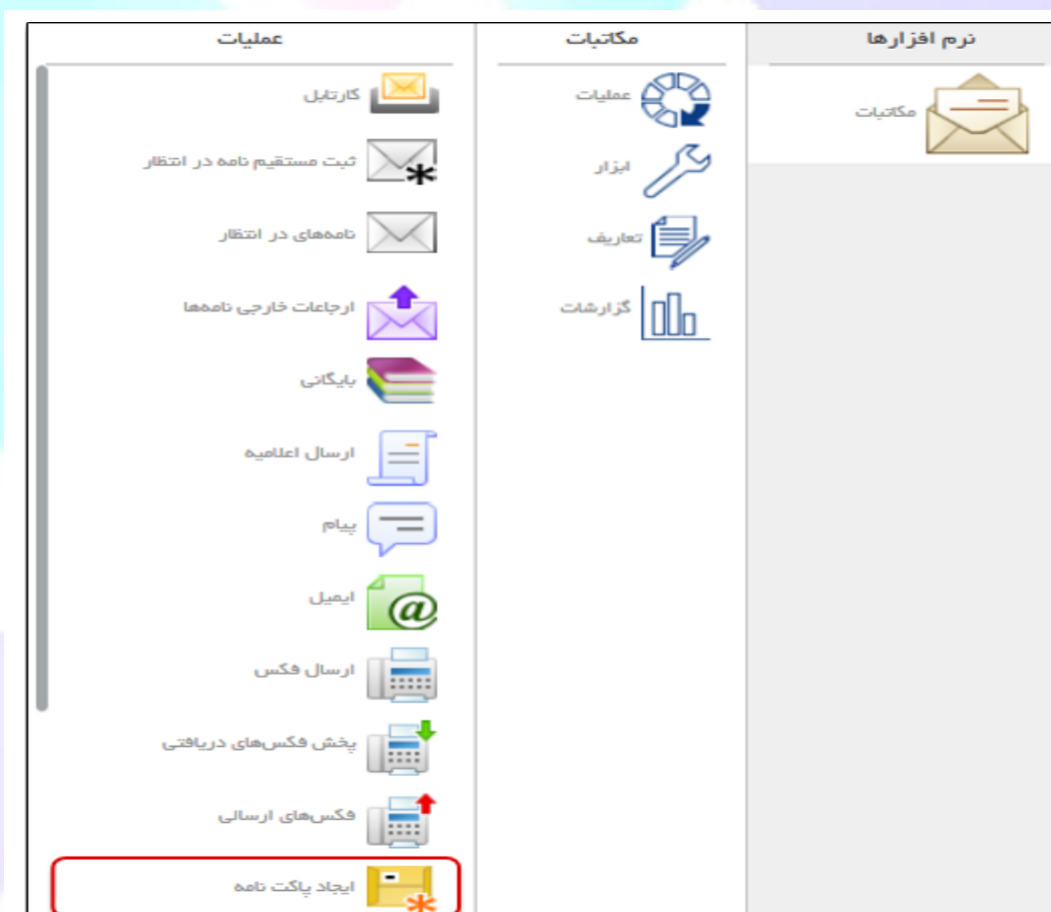 نرم افزارها
مکاتبات
مکاتبات
عملیات
ابزار
تعاریف
گزارشات
عملیات
کارتابل
ثبت مستقیم نامه در انتظار
نامه‌های در انتظار
ارجاعات خارجی نامه‌ها
بایگانی
ارسال اعلامیه
پیام
ایمیل
ارسال فکس
پخش فکس‌های دریافتی
فکس‌های ارسالی
ایجاد پاکت نامه